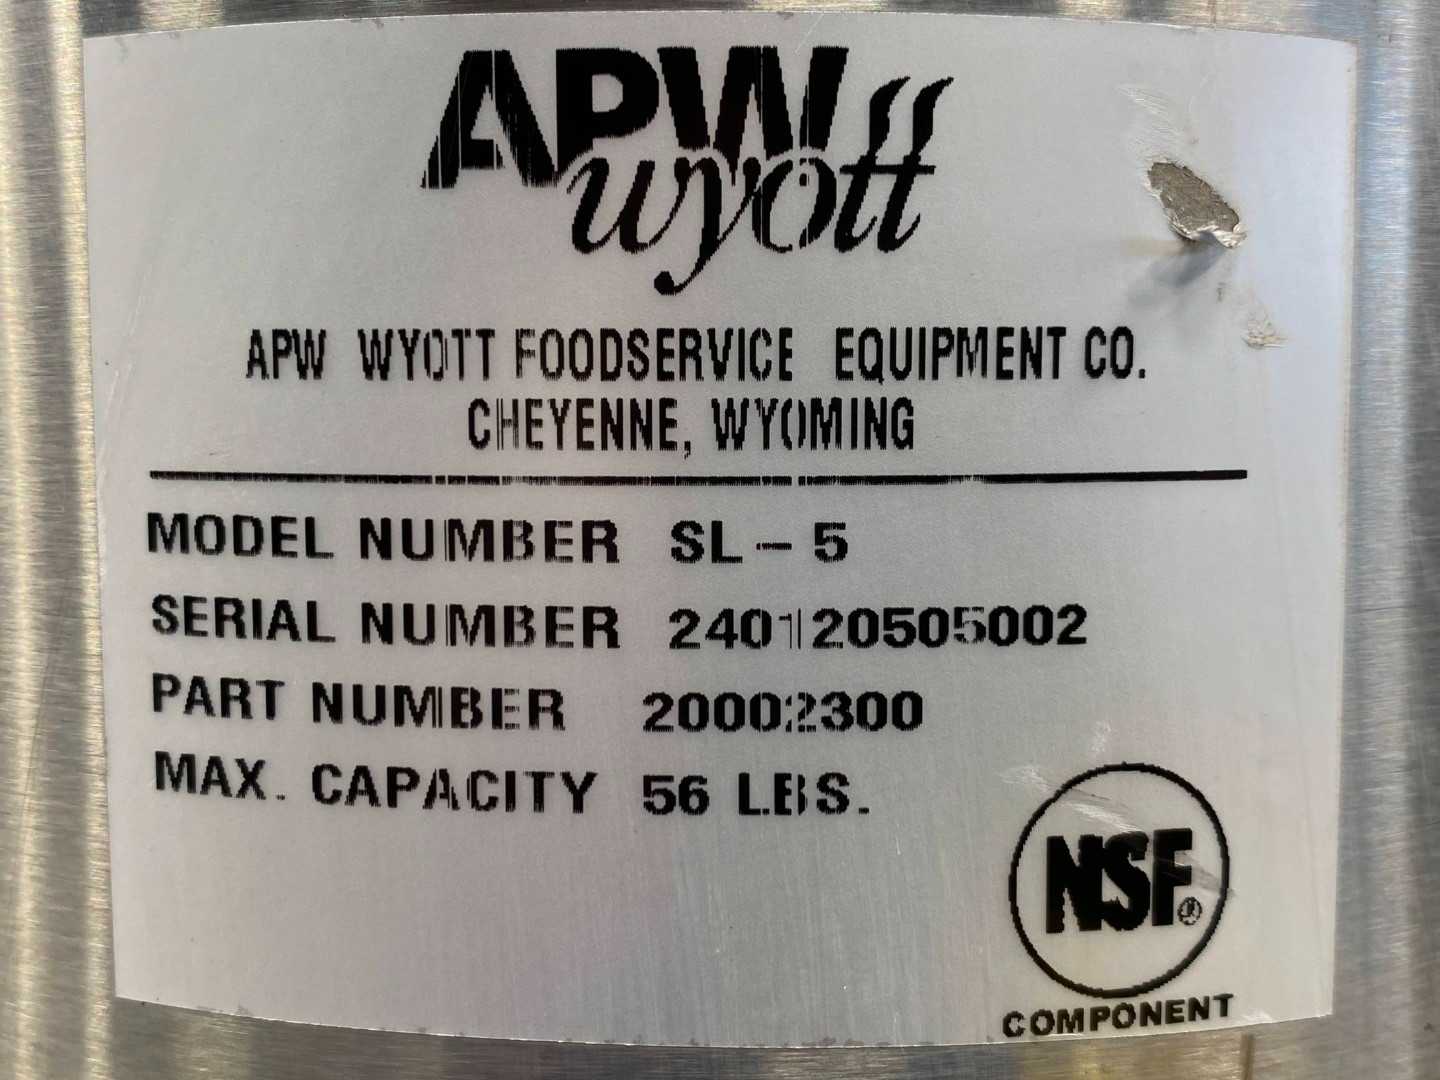 APW
wyott
APW WYOTT FOODSERVICE EQUIPMENT CO.
CHEYENNE, WYOMING
MODEL NUMBER SL-5
SERIAL NUMBER 240120505002
PART NUMBER 20002300
MAX. CAPACITY 56 LBS.
NSF®
COMPONENT